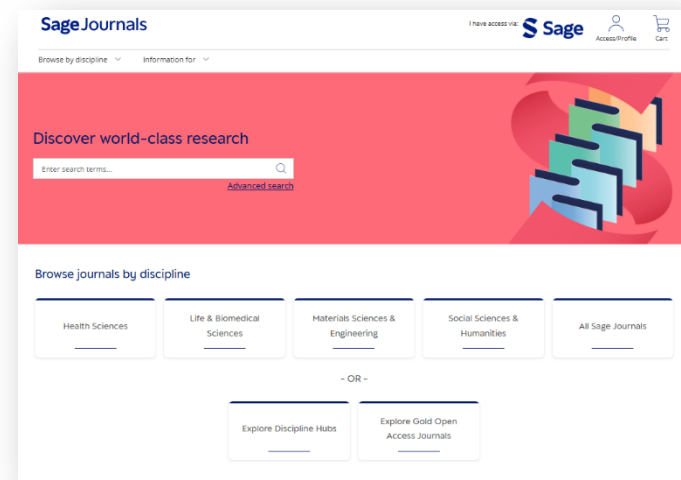 Sage Journals
I have access via:
Sage
Access/Profile
Cart
Browse by discipline
Information for
Discover world-class research
Enter search terms...
Advanced search
Browse journals by discipline
Health Sciences
Life & Biomedical
Sciences
Materials Sciences &
Engineering
Social Sciences &
Humanities
All Sage Journals
- OR -
Explore Discipline Hubs
Explore Gold Open
Access Journals